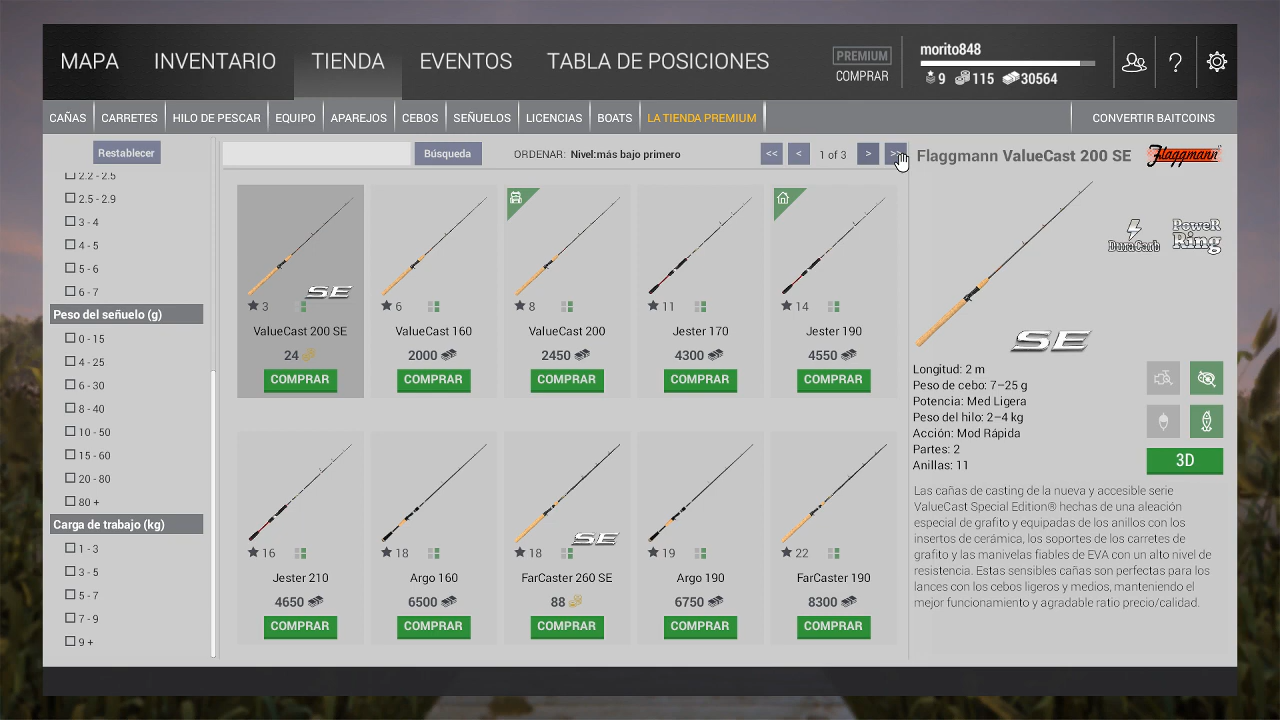 MAPA INVENTARIO TIENDA EVENTOS TABLA DE POSICIONES
PREMIUM
COMPRAR
morito848
9 115 30564
CAÑAS CARRETES HILO DE PESCAR EQUIPO APAREJOS CEBOS SEÑUELOS LICENCIAS BOATS LA TIENDA PREMIUM CONVERTIR BAITCOINS
Restablecer
2.2 - 2.5
2.5 - 2.9
3 - 4
4 - 5
5 - 6
6 - 7
Peso del señuelo (g)
0 - 15
4 - 25
6 - 30
8 - 40
10 - 50
15 - 60
20 - 80
80 +
Carga de trabajo (kg)
1 - 3
3 - 5
5 - 7
7 - 9
9 +
Búsqueda ORDENAR: Nivel:más bajo primero << < 1 of 3 > >>
SE
3 6 8 11 14
ValueCast 200 SE ValueCast 160 ValueCast 200 Jester 170 Jester 190
24 2000 2450 4300 4550
COMPRAR COMPRAR COMPRAR COMPRAR COMPRAR
SE
16 18 18 19 22
Jester 210 Argo 160 FarCaster 260 SE Argo 190 FarCaster 190
4650 6500 88 6750 8300
COMPRAR COMPRAR COMPRAR COMPRAR COMPRAR
Flaggmann ValueCast 200 SE Flaggmann
DuraCarb PoweR Ring
SE
Longitud: 2 m
Peso de cebo: 7–25 g
Potencia: Med Ligera
Peso del hilo: 2–4 kg
Acción: Mod Rápida
Partes: 2
Anillas: 11
3D
Las cañas de casting de la nueva y accesible serie
ValueCast Special Edition® hechas de una aleación
especial de grafito y equipadas de los anillos con los
insertos de cerámica, los soportes de los carretes de
grafito y las manivelas fiables de EVA con un alto nivel de
resistencia. Estas sensibles cañas son perfectas para los
lances con los cebos ligeros y medios, manteniendo el
mejor funcionamiento y agradable ratio precio/calidad.